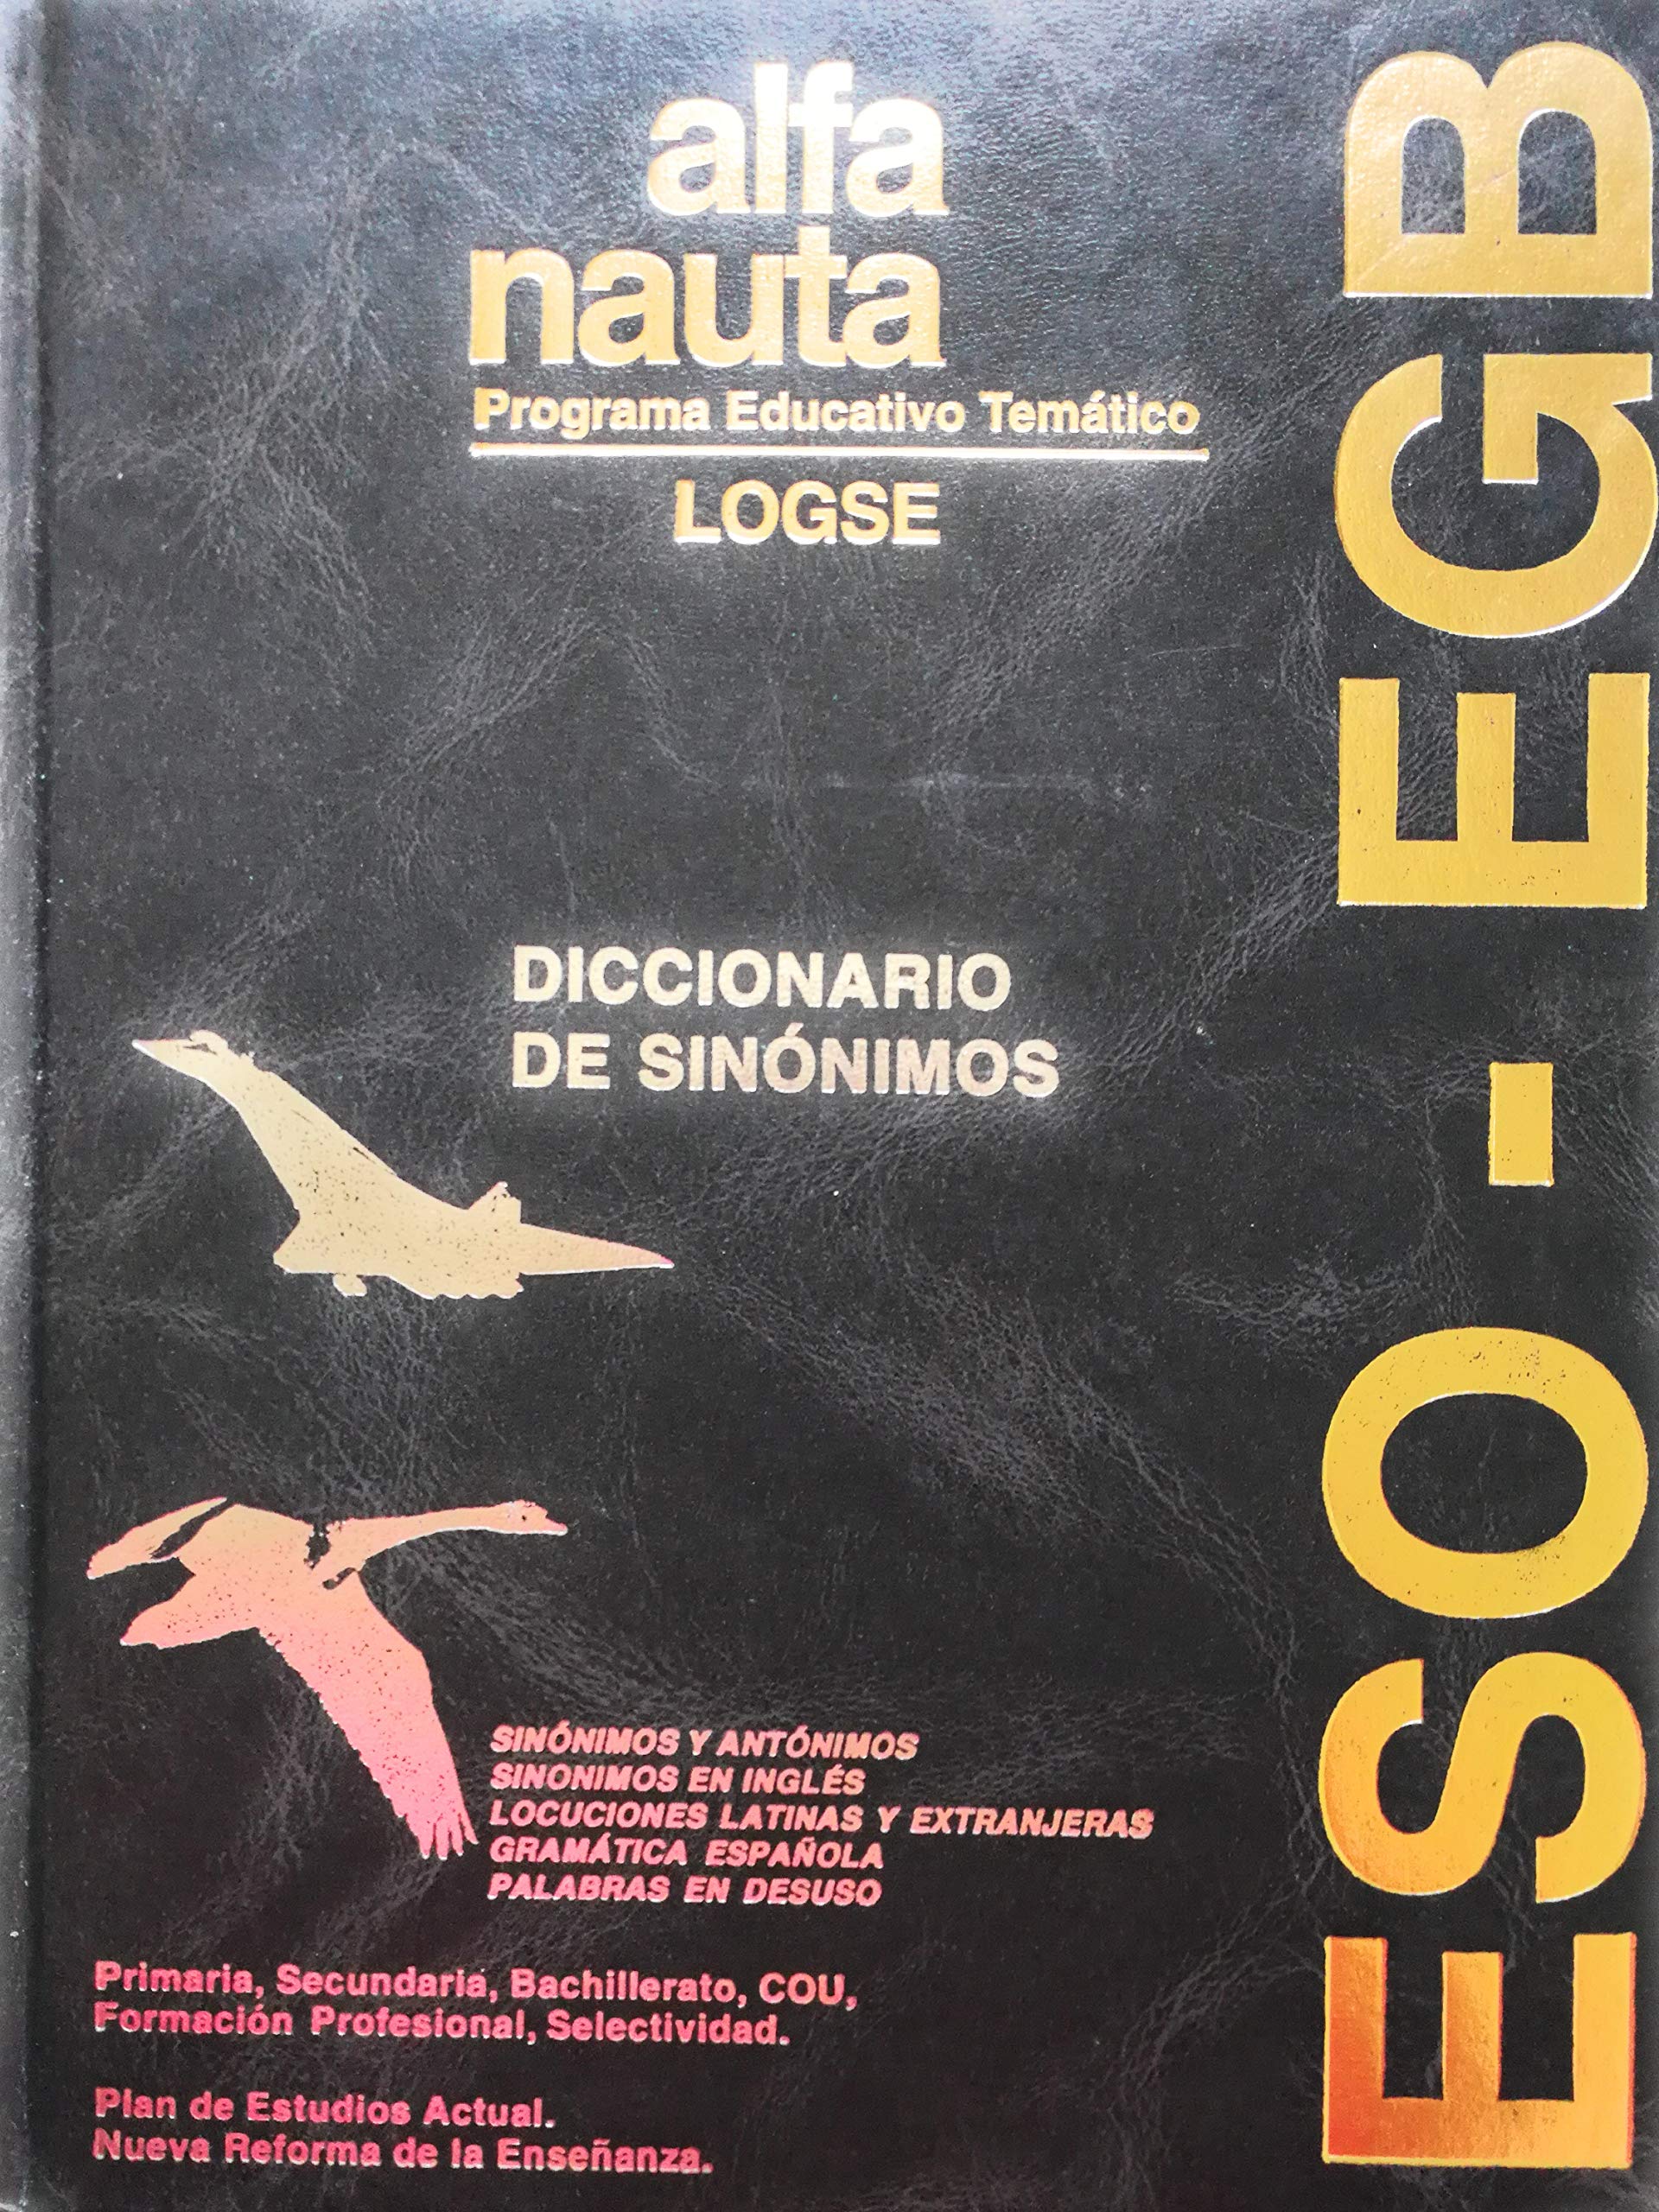 alfa
nauta
Programa Educativo Temático
LOGSE
DICCIONARIO
DE SINÓNIMOS
SINÓNIMOS Y ANTÓNIMOS
SINONIMOS EN INGLÉS
LOCUCIONES LATINAS Y EXTRANJERAS
GRAMÁTICA ESPAÑOLA
PALABRAS EN DESUSO
Primaria, Secundaria, Bachillerato, COU,
Formación Profesional, Selectividad.
Plan de Estudios Actual.
Nueva Reforma de la Enseñanza.
ESO - EGB